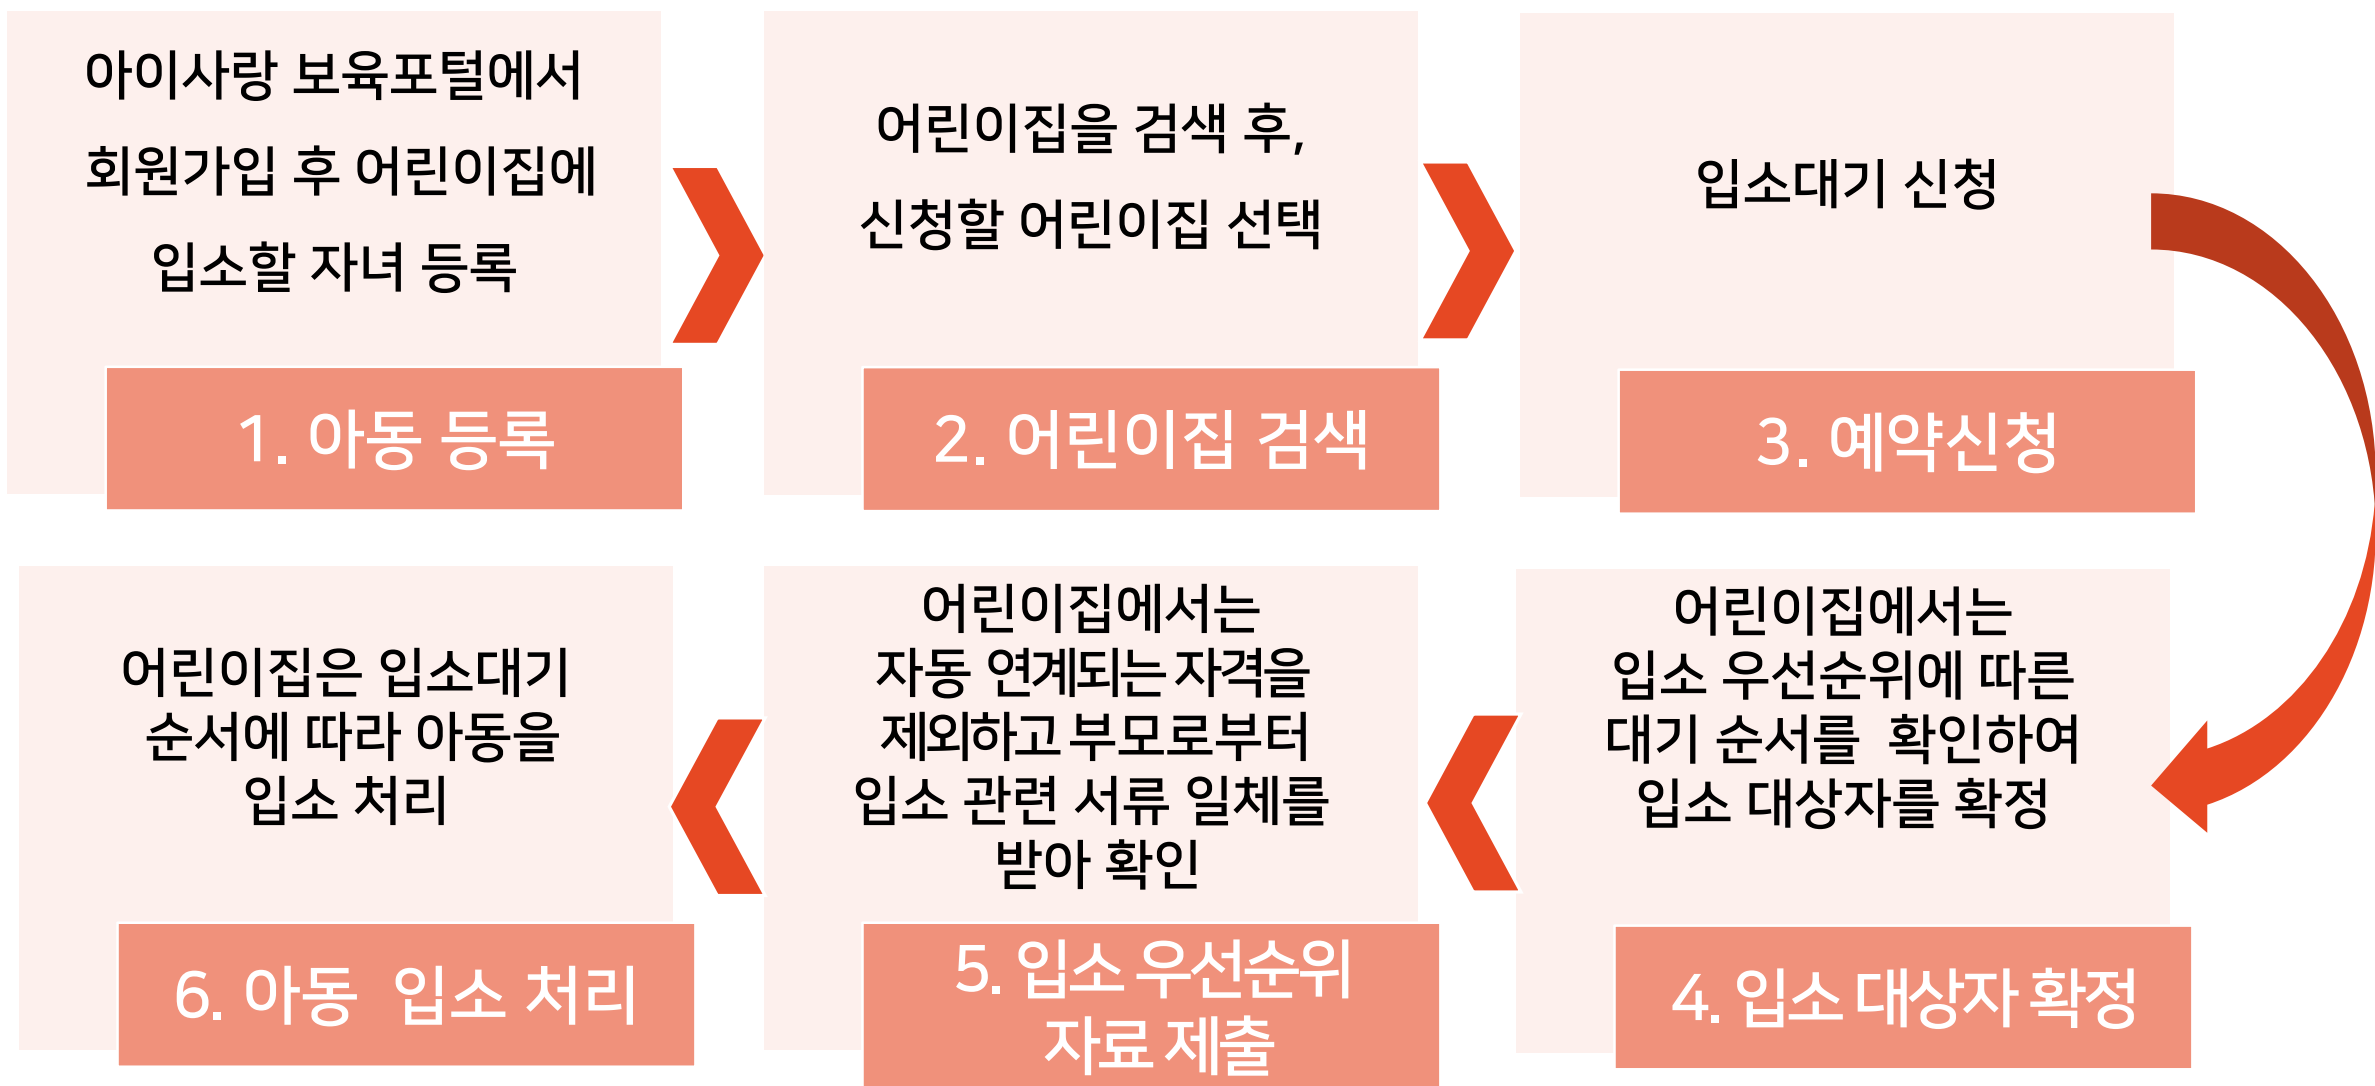 아이사랑 보육포털에서
회원가입 후 어린이집에
입소할 자녀 등록
1. 아동 등록
어린이집을 검색 후,
신청할 어린이집 선택
2. 어린이집 검색
입소대기 신청
3. 예약신청
어린이집에서는
입소 우선순위에 따른
대기 순서를 확인하여
입소 대상자를 확정
4. 입소 대상자 확정
어린이집에서는
자동 연계되는 자격을
제외하고 부모로부터
입소 관련 서류 일체를
받아 확인
5. 입소 우선순위
자료 제출
어린이집은 입소대기
순서에 따라 아동을
입소 처리
6. 아동 입소 처리